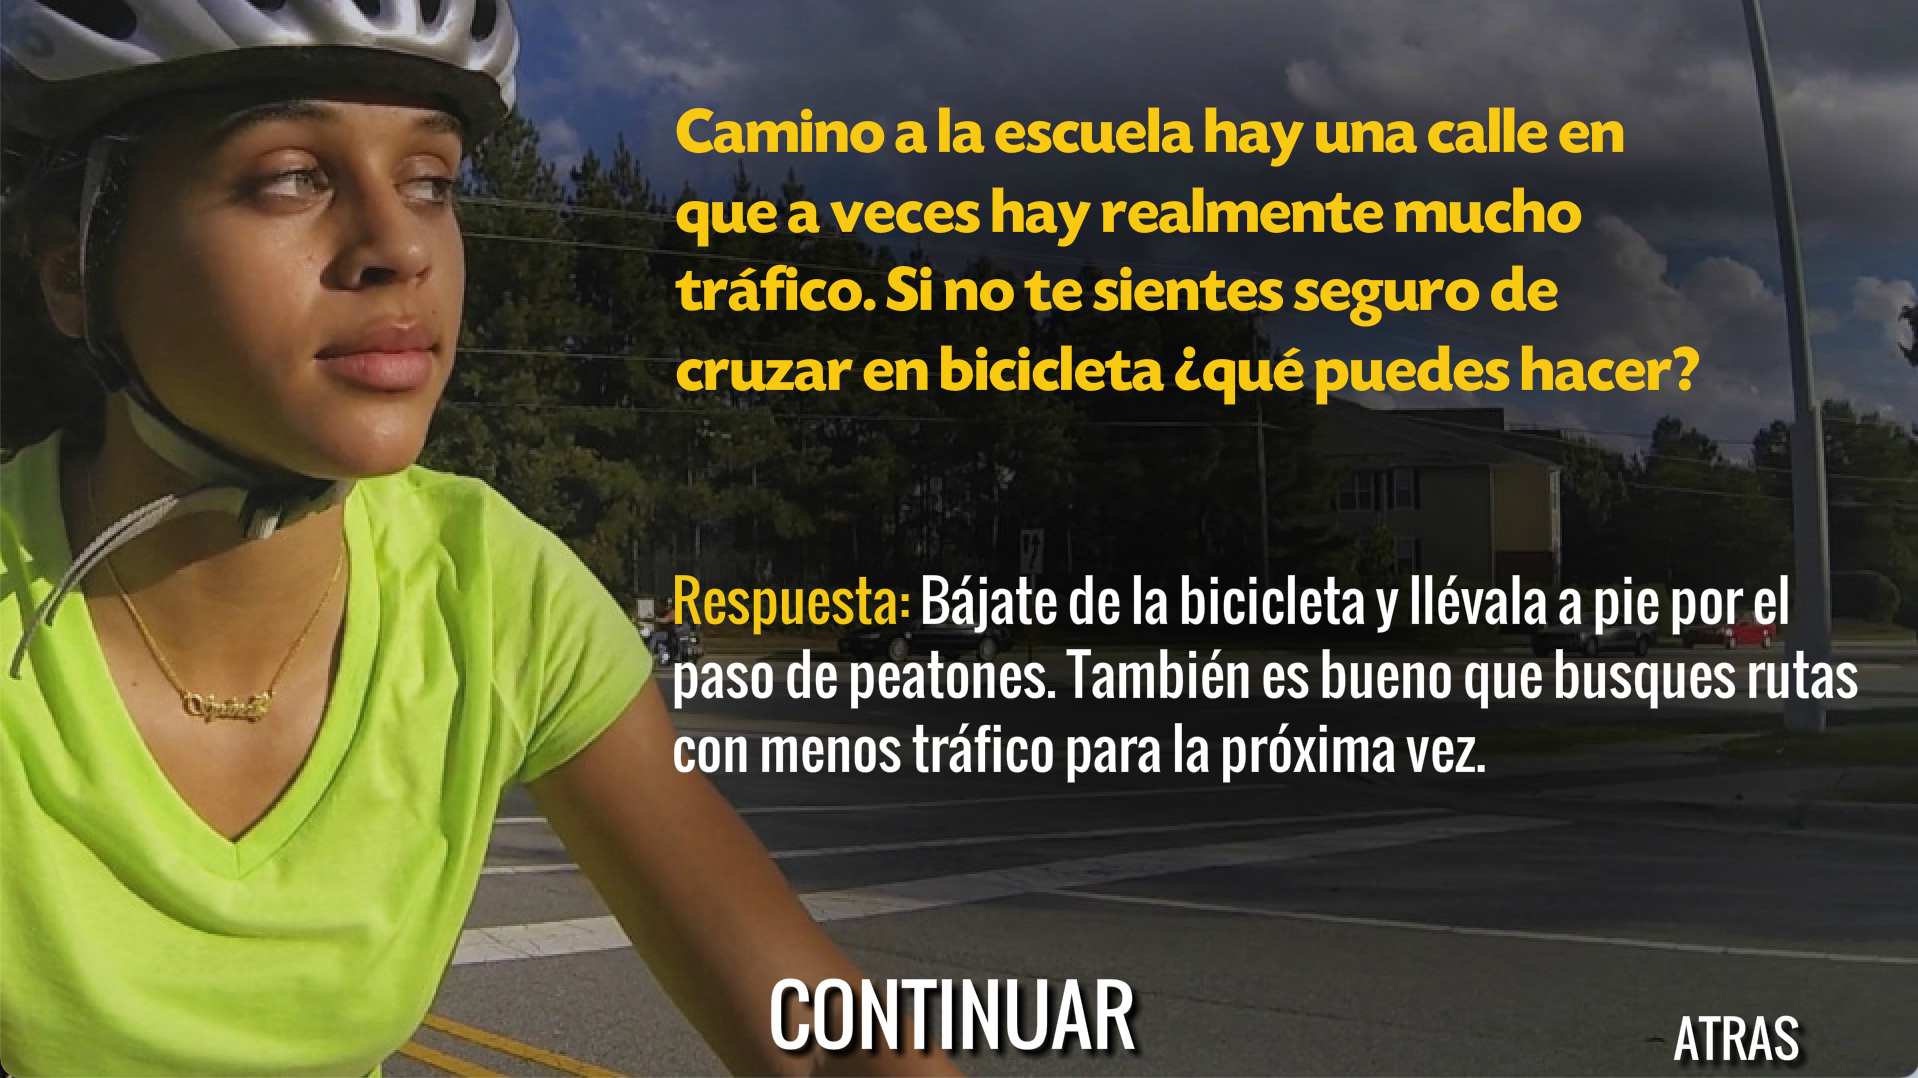 Camino a la escuela hay una calle en
que a veces hay realmente mucho
tráfico. Si no te sientes seguro de
cruzar en bicicleta ¿qué puedes hacer?
Respuesta: Bájate de la bicicleta y llévala a pie por el
paso de peatones. También es bueno que busques rutas
con menos tráfico para la próxima vez.
CONTINUAR
ATRAS